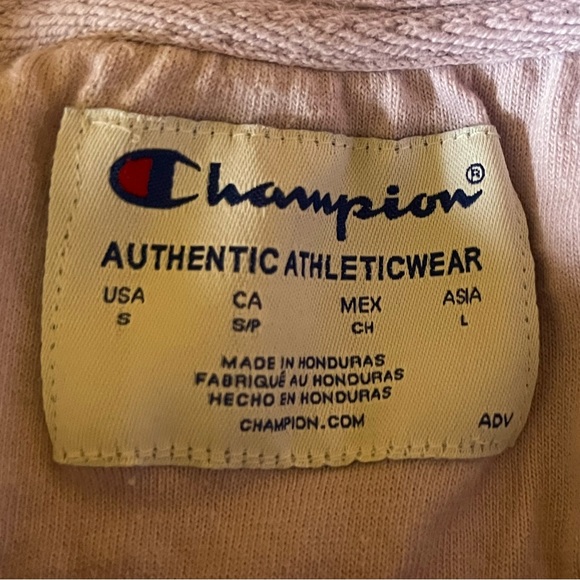 Champion®
AUTHENTIC ATHLETICWEAR
USA CA MEX ASIA
S S/P CH L
MADE IN HONDURAS
FABRIQUÉ AU HONDURAS
HECHO EN HONDURAS
CHAMPION.COM
ADV